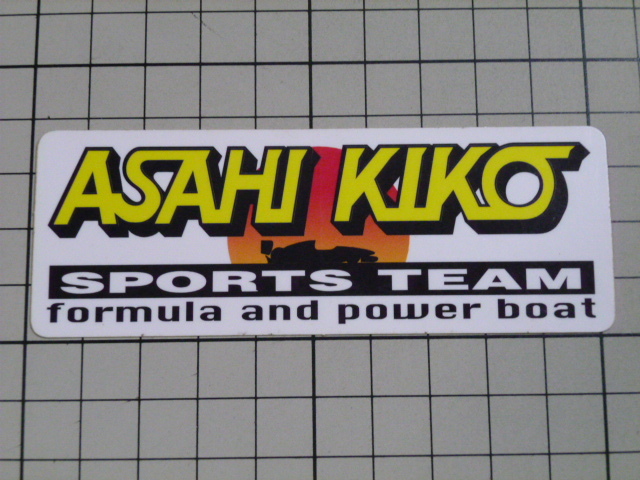 ASAHI KIKO
SPORTS TEAM
formula and power boat